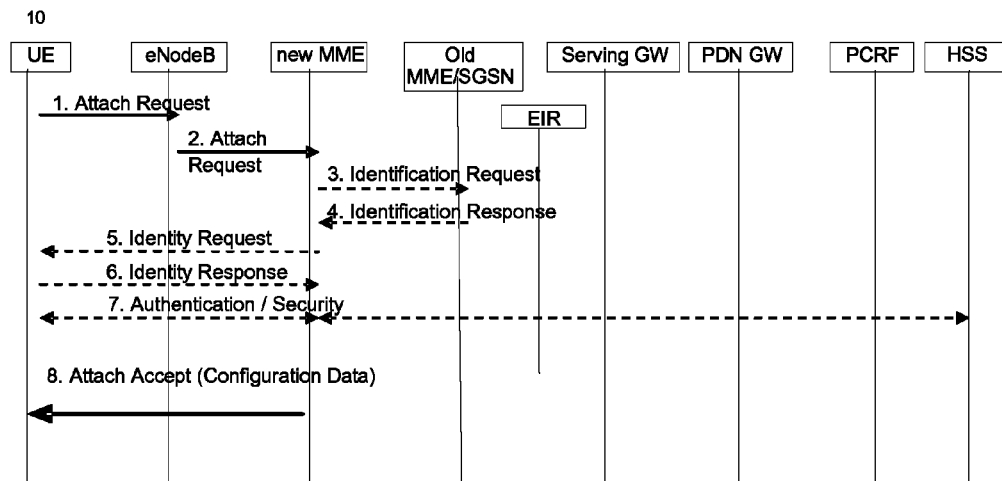 10
UE
eNodeB
new MME
Old
MME/SGSN
Serving GW
PDN GW
PCRF
HSS
EIR
1. Attach Request
2. Attach
Request
3. Identification Request
4. Identification Response
5. Identity Request
6. Identity Response
7. Authentication / Security
8. Attach Accept (Configuration Data)